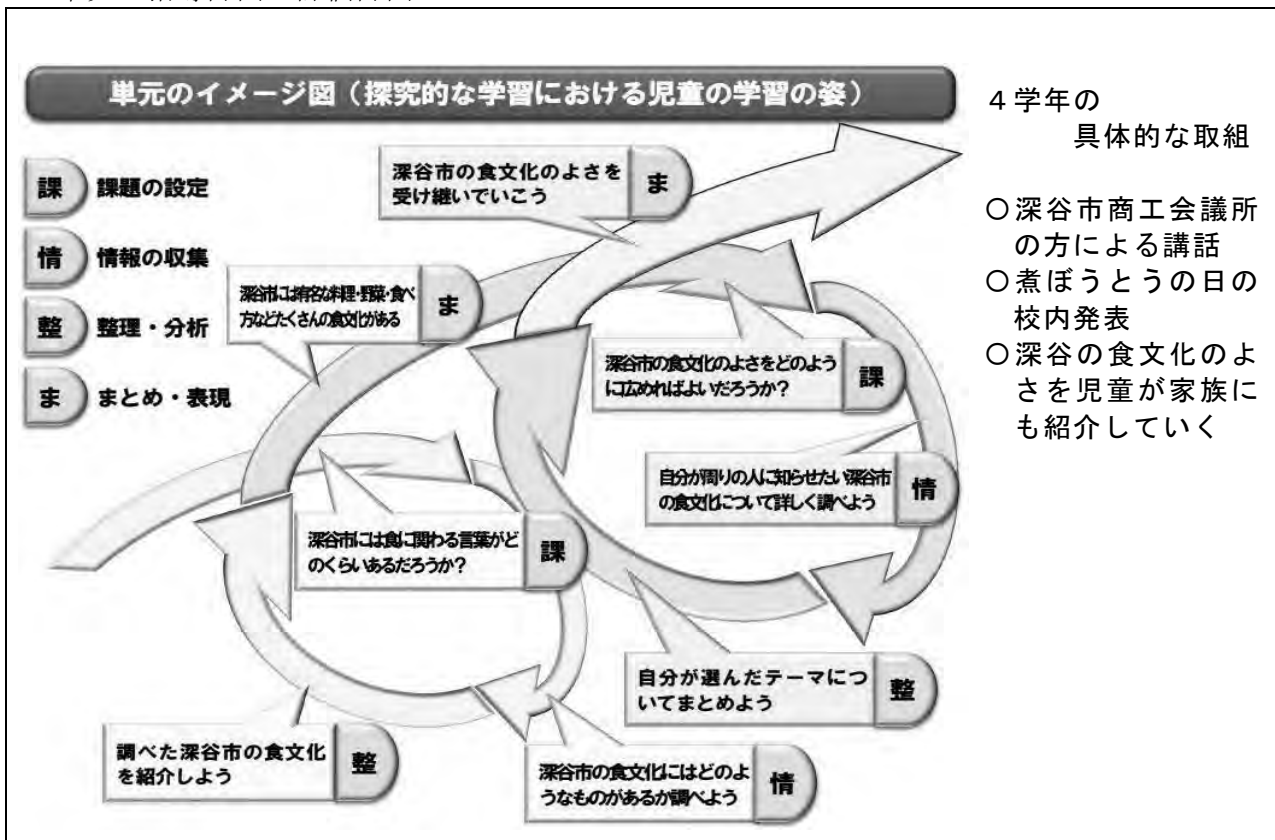 単元のイメージ図（探究的な学習における児童の学習の姿）
課 課題の設定
情 情報の収集
整 整理・分析
ま まとめ・表現
深谷市の食文化のよさを
受け継いでいこう
ま
深谷市には有名な料理・野菜・食べ
方などたくさんの食文化がある
ま
深谷市の食文化のよさをどのよう
に広めればよいだろうか？
課
自分が周りの人に知らせたい深谷市
の食文化について詳しく調べよう
情
深谷市には食に関わる言葉がど
のくらいあるだろうか？
課
自分が選んだテーマにつ
いてまとめよう
整
調べた深谷市の食文化
を紹介しよう
整
深谷市の食文化にはどのよ
うなものがあるか調べよう
情
４学年の
具体的な取組
〇深谷市商工会議所
の方による講話
〇煮ぼうとうの日の
校内発表
〇深谷の食文化のよ
さを児童が家族に
も紹介していく